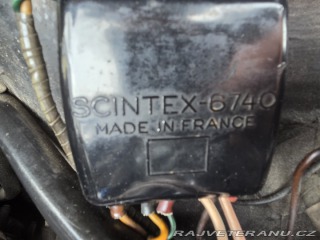 SCINTEX-6740
MADE IN FRANCE
RAJVETERANU.CZ